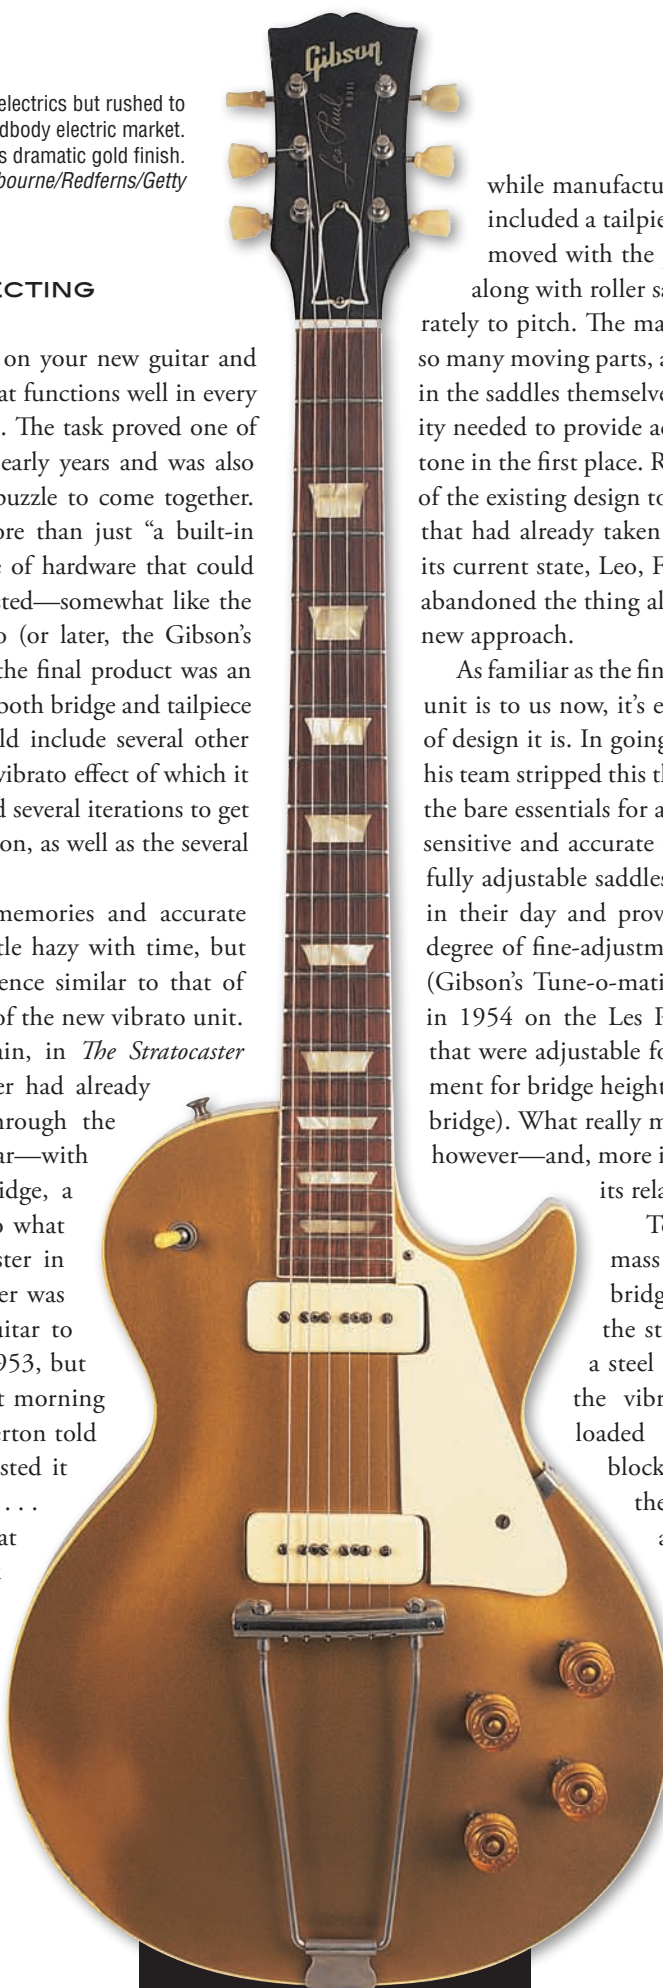 Gibson
Les Paul
MODEL
electrics but rushed to
dbody electric market.
s dramatic gold finish.
bourne/Redferns/Getty
ECTING
on your new guitar and
at functions well in every
. The task proved one of
early years and was also
puzzle to come together.
ore than just “a built-in
e of hardware that could
sted—somewhat like the
o (or later, the Gibson’s
the final product was an
both bridge and tailpiece
ld include several other
vibrato effect of which it
d several iterations to get
on, as well as the several
memories and accurate
tle hazy with time, but
ence similar to that of
of the new vibrato unit.
ain, in The Stratocaster
er had already
hrough the
ar—with
idge, a
o what
ster in
er was
uitar to
953, but
t morning
erton told
sted it
. . .
at
while manufactu
included a tailpie
moved with the
along with roller sa
rately to pitch. The ma
so many moving parts, a
in the saddles themselve
ity needed to provide ac
tone in the first place. R
of the existing design to
that had already taken
its current state, Leo, F
abandoned the thing al
new approach.
As familiar as the fin
unit is to us now, it’s e
of design it is. In going
his team stripped this th
the bare essentials for a
sensitive and accurate
fully adjustable saddles
in their day and prov
degree of fine-adjustm
(Gibson’s Tune-o-mati
in 1954 on the Les P
that were adjustable fo
ment for bridge height
bridge). What really m
however—and, more i
its rela
To
mass
bridg
the st
a steel
the vibr
loaded
block
the
a